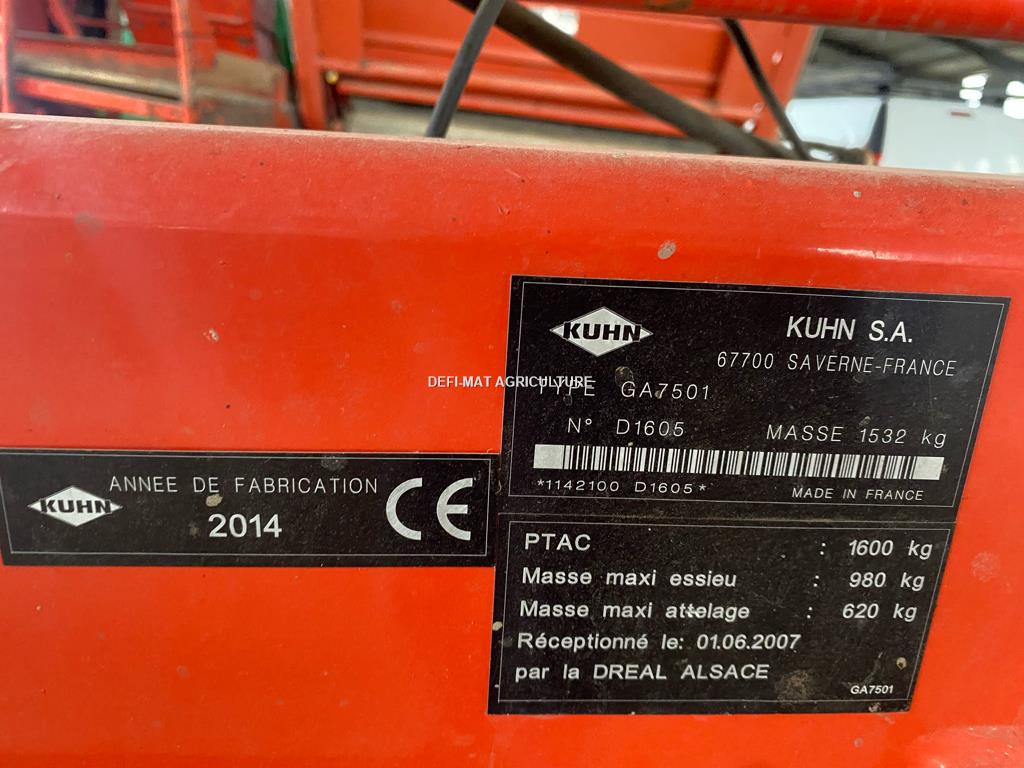 KUHN
KUHN S.A.
67700 SAVERNE-FRANCE
DEFI-MAT AGRICULTURE
TYPE GA7501
N° D1605 MASSE 1532 kg
*1142100 D1605* MADE IN FRANCE
KUHN
ANNEE DE FABRICATION
2014
CE
PTAC : 1600 kg
Masse maxi essieu : 980 kg
Masse maxi attelage : 620 kg
Réceptionné le: 01.06.2007
par la DREAL ALSACE
GA7501